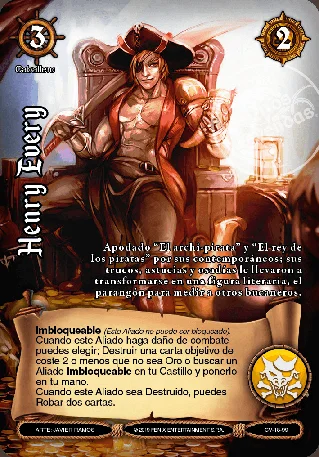 3
2
Caballero
Henry Every
Apodado "El archi-pirata" y "El rey de
los piratas" por sus contemporáneos; sus
trucos, astucias y osadías le llevaron a
transformarse en una figura literaria, el
parangón para medir a otros bucaneros.
Imbloqueable (Este Aliado no puede ser bloqueado)
Cuando este Aliado haga daño de combate
puedes elegir; Destruir una carta objetivo de
coste 2 o menos que no sea Oro o buscar un
Aliado Imbloqueable en tu Castillo y ponerlo
en tu mano.
Cuando este Aliado sea Destruido, puedes
Robar dos cartas.
ARTE: JAVIER RAMOS